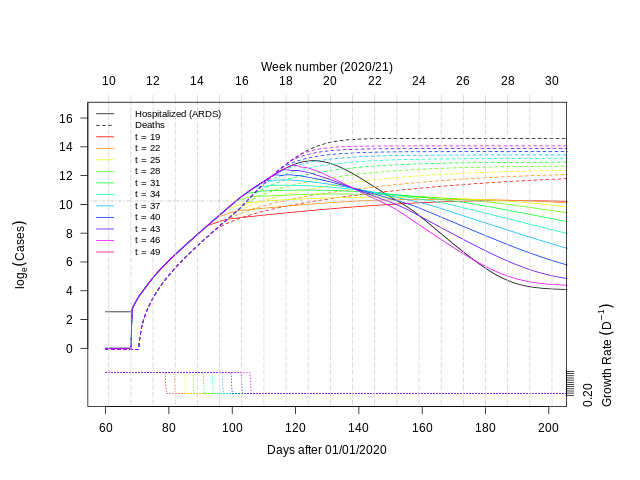 Week number (2020/21)
10 11 12 14 15 16 18 20 22 24 26 28 30
16
14
12
10
8
6
4
2
0
logₑ(Cases)
Hospitalized (ARDS)
Deaths
t = 19
t = 22
t = 25
t = 28
t = 31
t = 34
t = 37
t = 40
t = 43
t = 46
t = 49
0.20
Growth Rate (D⁻¹)
60 80 100 120 140 160 180 200
Days after 01/01/2020